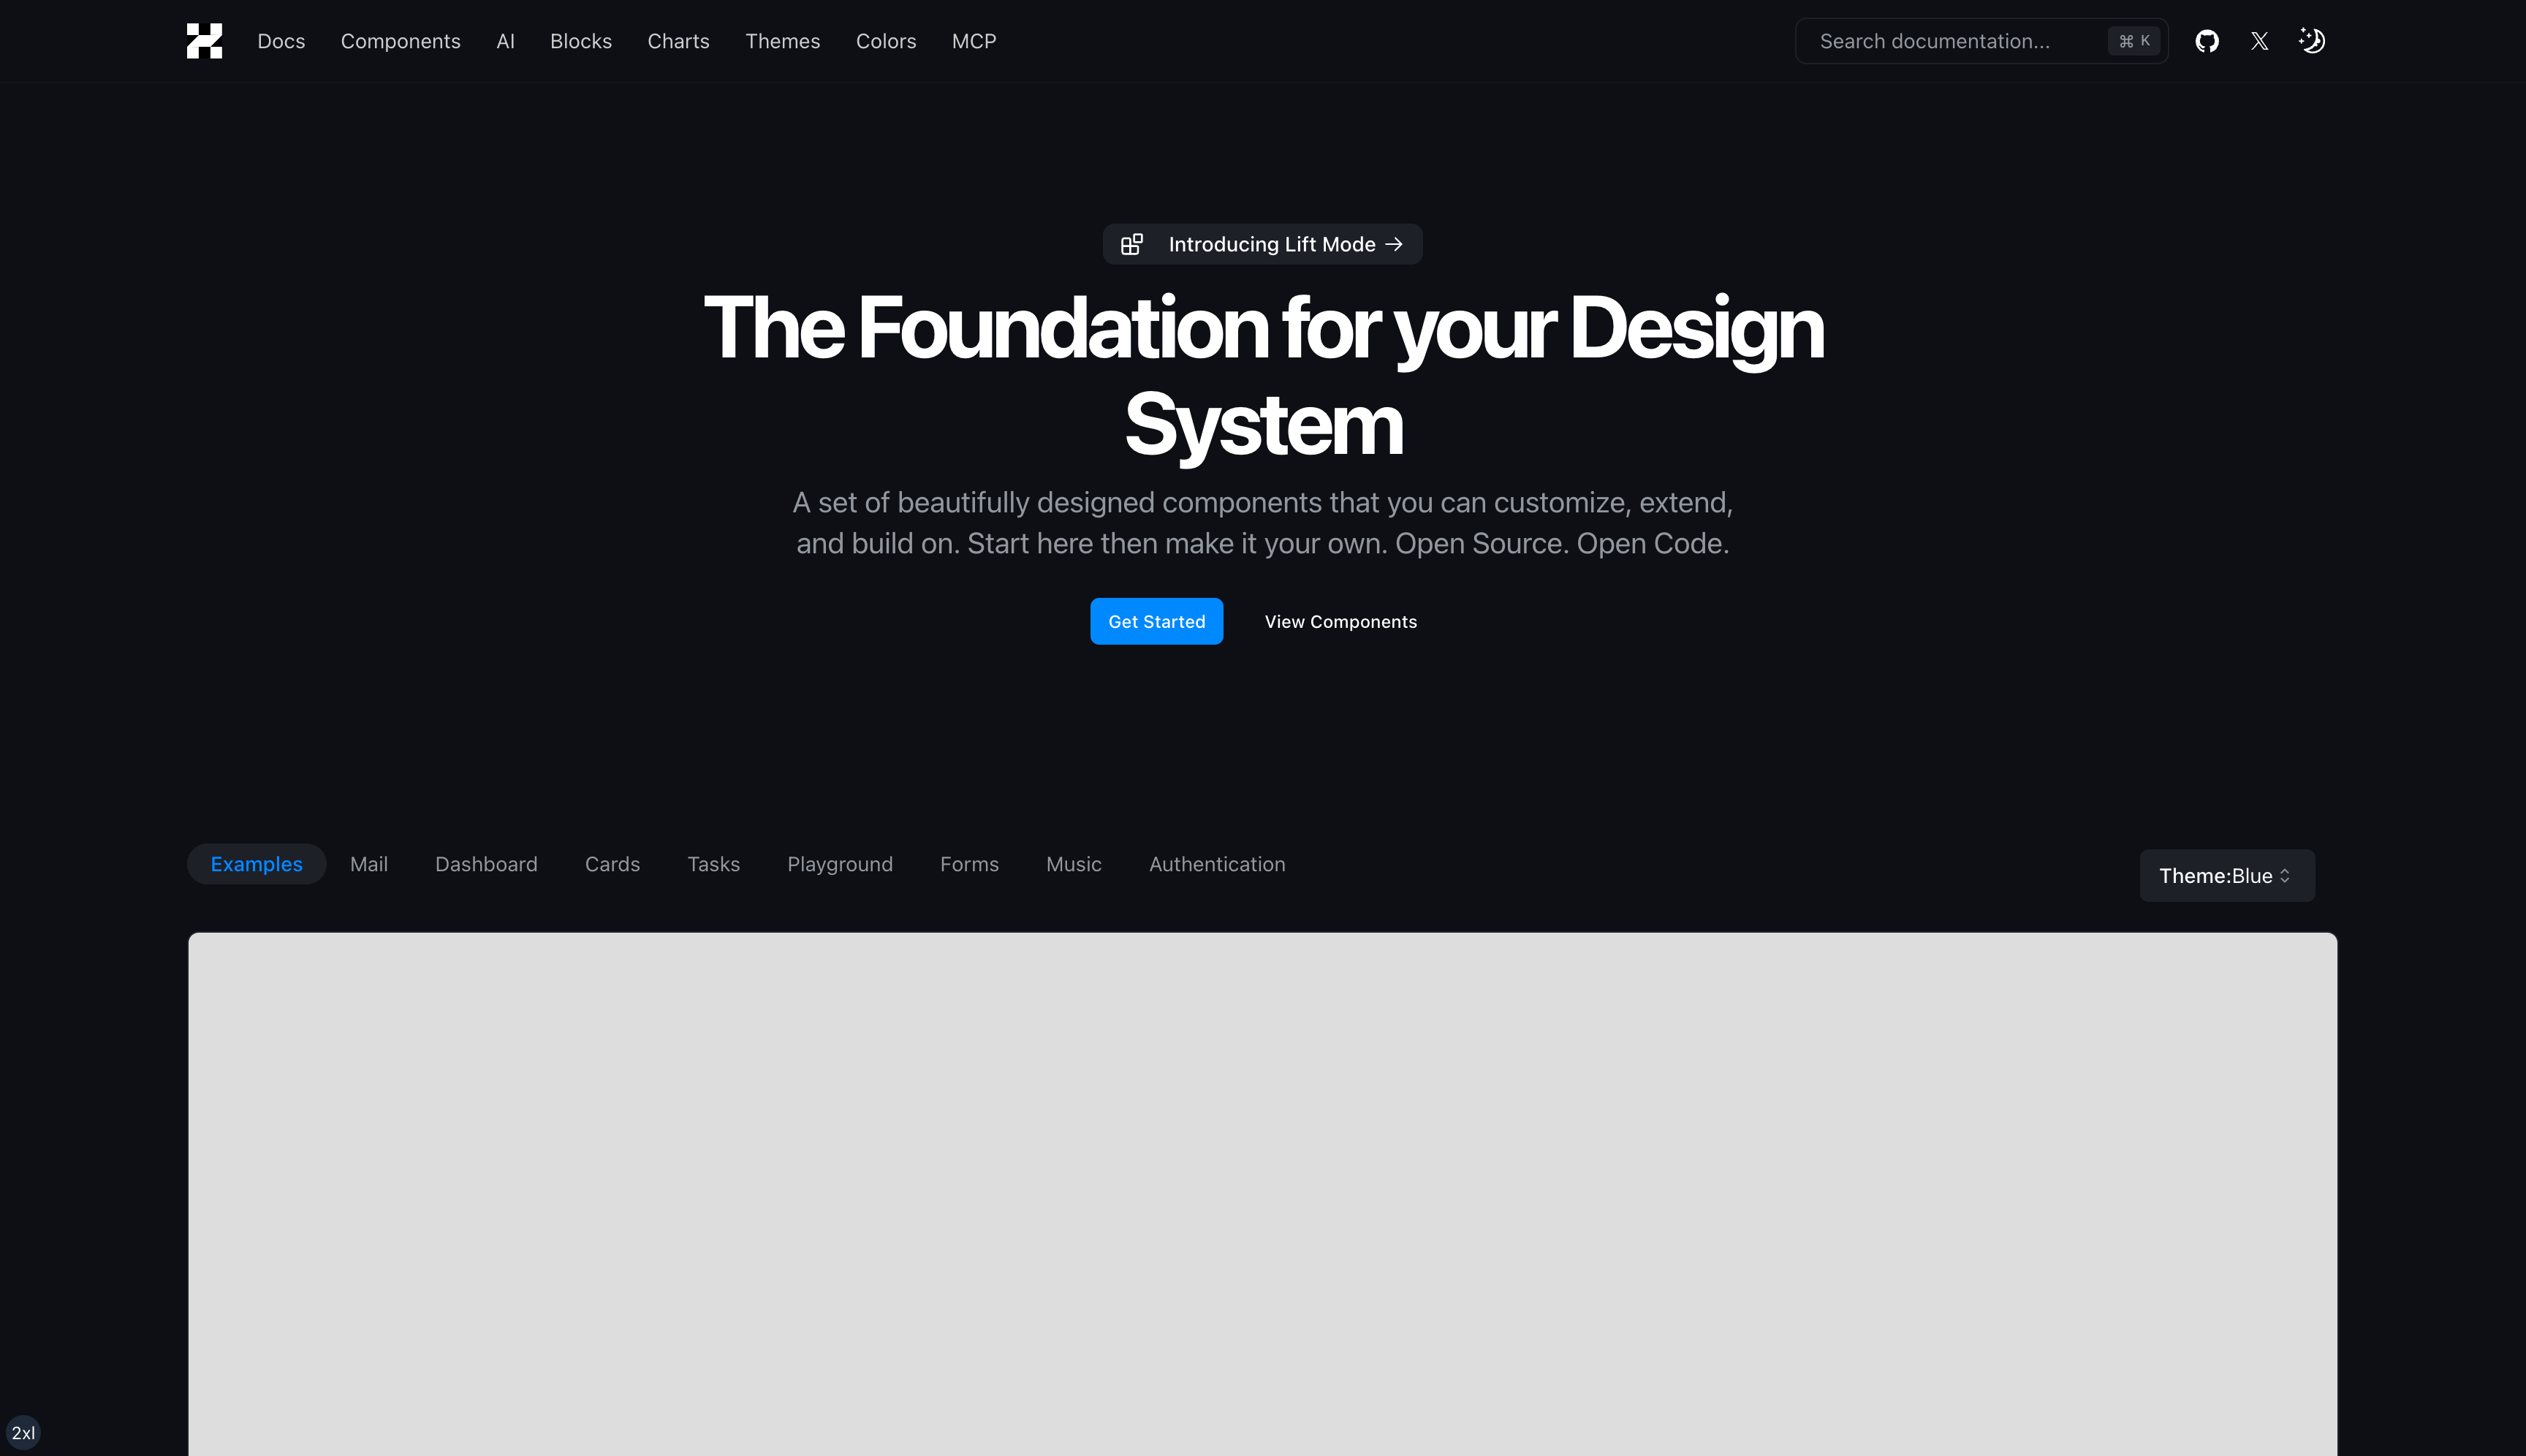 Docs Components AI Blocks Charts Themes Colors MCP Search documentation... ⌘ K
Introducing Lift Mode →
The Foundation for your Design
System
A set of beautifully designed components that you can customize, extend,
and build on. Start here then make it your own. Open Source. Open Code.
Get Started View Components
Examples Mail Dashboard Cards Tasks Playground Forms Music Authentication Theme:Blue
2xl